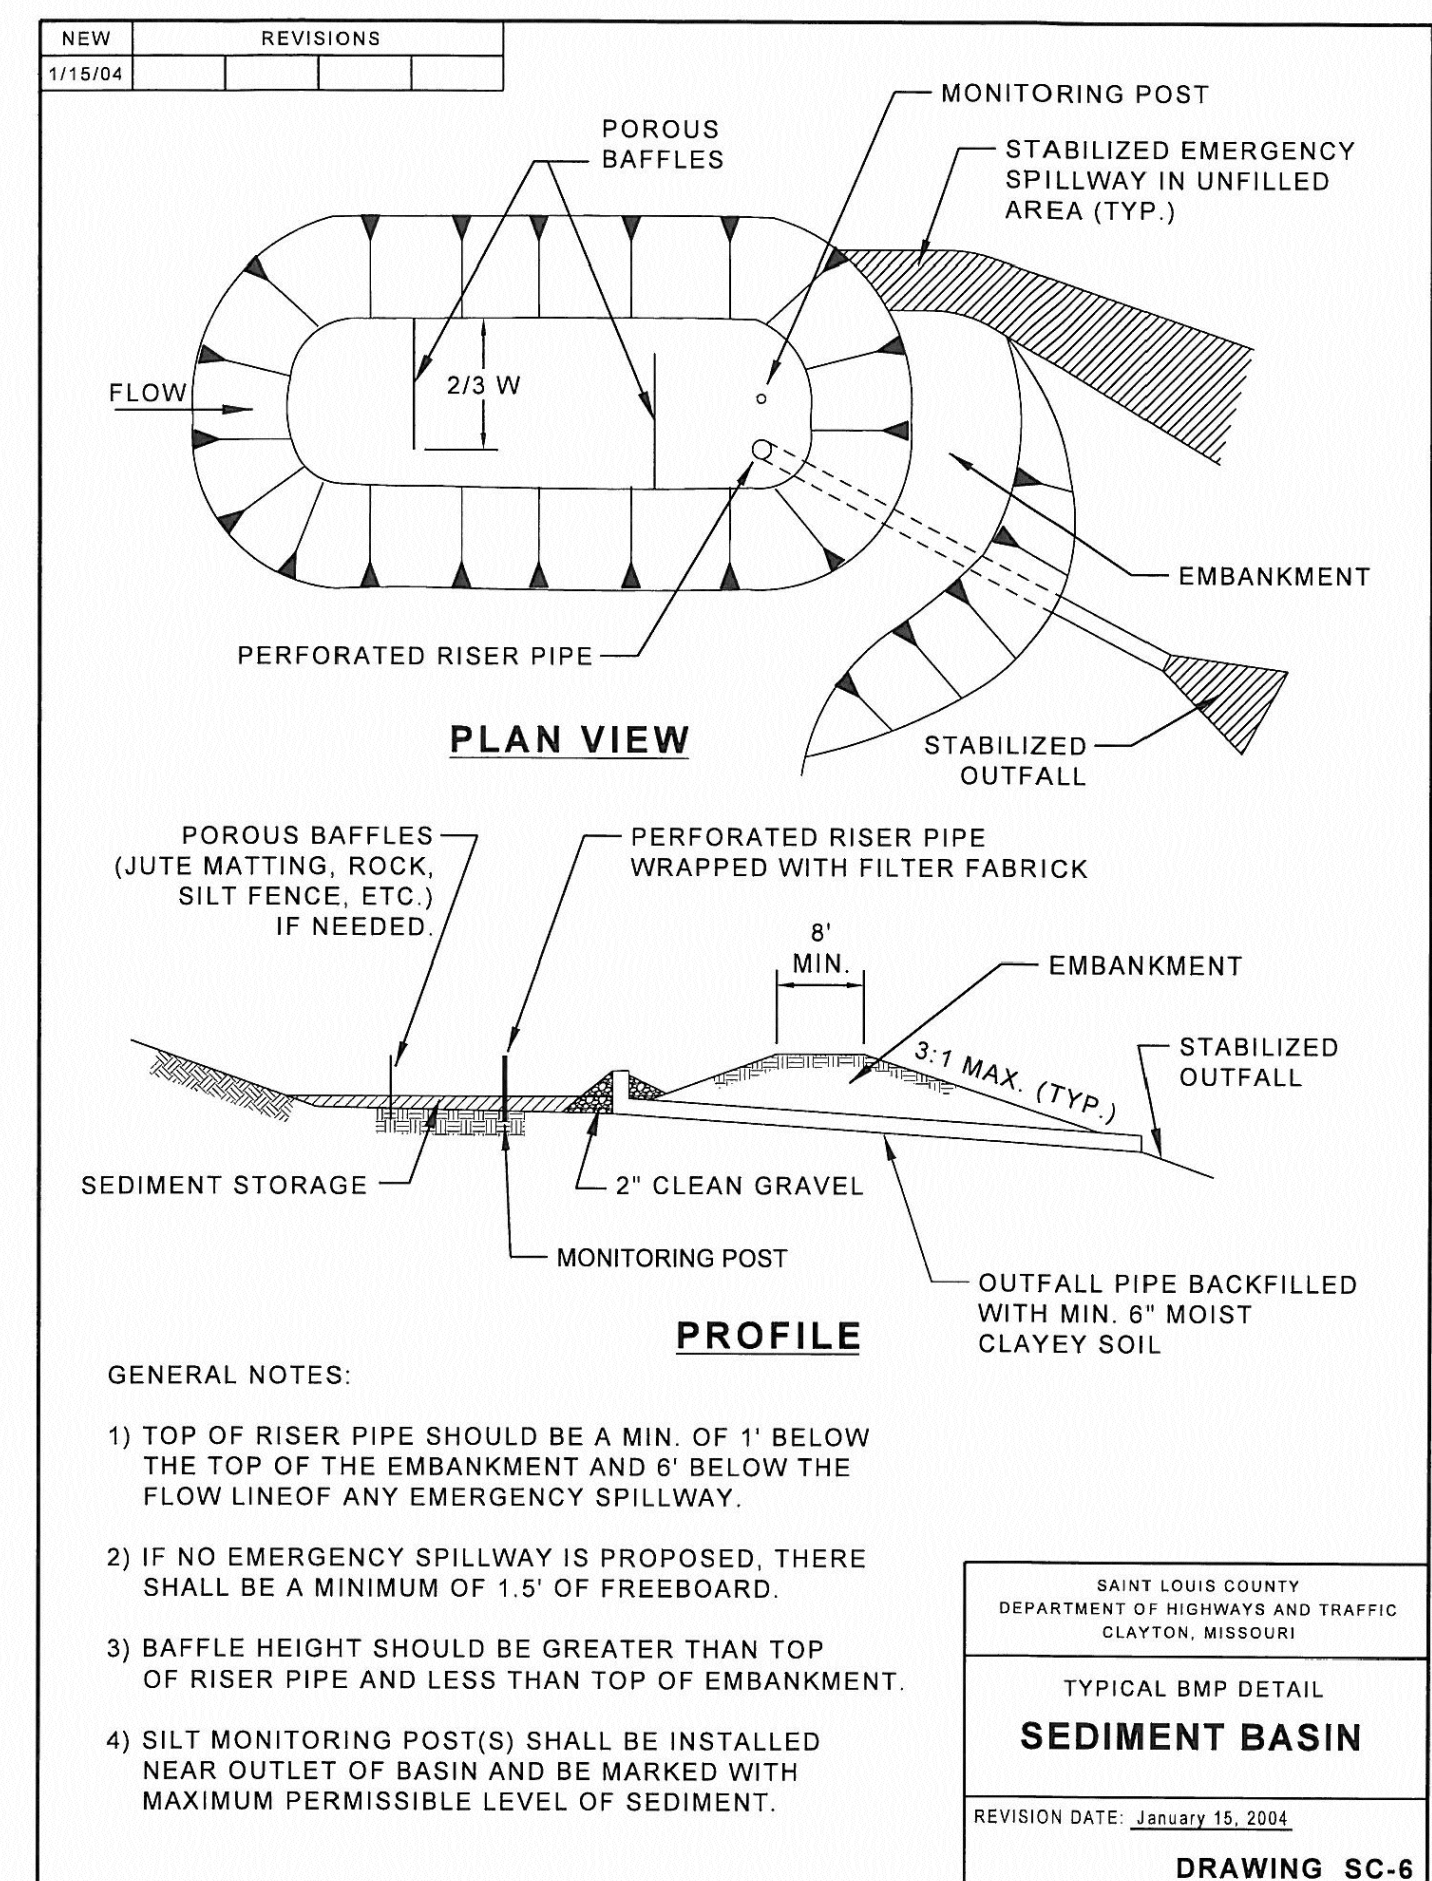 NEW
REVISIONS
1/15/04
MONITORING POST
POROUS
BAFFLES
STABILIZED EMERGENCY
SPILLWAY IN UNFILLED
AREA (TYP.)
FLOW
2/3 W
EMBANKMENT
PERFORATED RISER PIPE
PLAN VIEW
STABILIZED
OUTFALL
POROUS BAFFLES
(JUTE MATTING, ROCK,
SILT FENCE, ETC.)
IF NEEDED.
PERFORATED RISER PIPE
WRAPPED WITH FILTER FABRICK
8'
MIN.
EMBANKMENT
3:1 MAX. (TYP.)
STABILIZED
OUTFALL
SEDIMENT STORAGE
2" CLEAN GRAVEL
MONITORING POST
OUTFALL PIPE BACKFILLED
WITH MIN. 6" MOIST
CLAYEY SOIL
PROFILE
GENERAL NOTES:
1) TOP OF RISER PIPE SHOULD BE A MIN. OF 1' BELOW
THE TOP OF THE EMBANKMENT AND 6' BELOW THE
FLOW LINEOF ANY EMERGENCY SPILLWAY.
2) IF NO EMERGENCY SPILLWAY IS PROPOSED, THERE
SHALL BE A MINIMUM OF 1.5' OF FREEBOARD.
3) BAFFLE HEIGHT SHOULD BE GREATER THAN TOP
OF RISER PIPE AND LESS THAN TOP OF EMBANKMENT.
4) SILT MONITORING POST(S) SHALL BE INSTALLED
NEAR OUTLET OF BASIN AND BE MARKED WITH
MAXIMUM PERMISSIBLE LEVEL OF SEDIMENT.
SAINT LOUIS COUNTY
DEPARTMENT OF HIGHWAYS AND TRAFFIC
CLAYTON, MISSOURI
TYPICAL BMP DETAIL
SEDIMENT BASIN
REVISION DATE: January 15, 2004
DRAWING SC-6